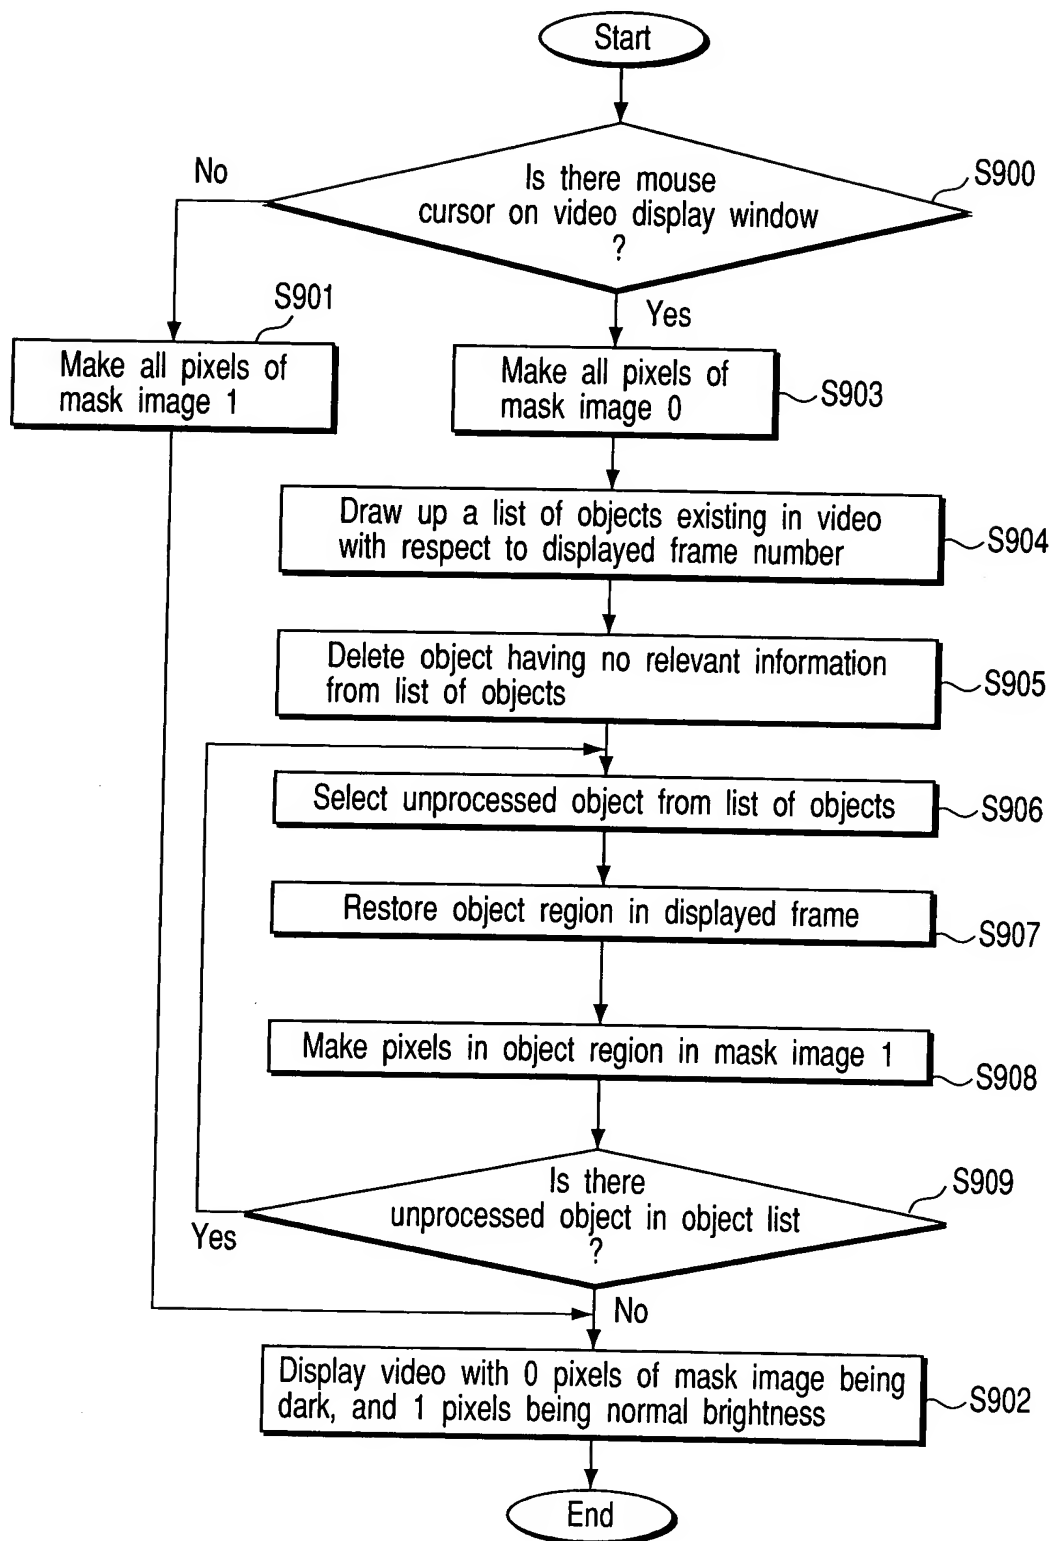 Start
Is there mouse
cursor on video display window
?
S900
No
Yes
S901
Make all pixels of
mask image 1
Make all pixels of
mask image 0
S903
Draw up a list of objects existing in video
with respect to displayed frame number
S904
Delete object having no relevant information
from list of objects
S905
Select unprocessed object from list of objects
S906
Restore object region in displayed frame
S907
Make pixels in object region in mask image 1
S908
Is there
unprocessed object in object list
?
S909
Yes
No
Display video with 0 pixels of mask image being
dark, and 1 pixels being normal brightness
S902
End